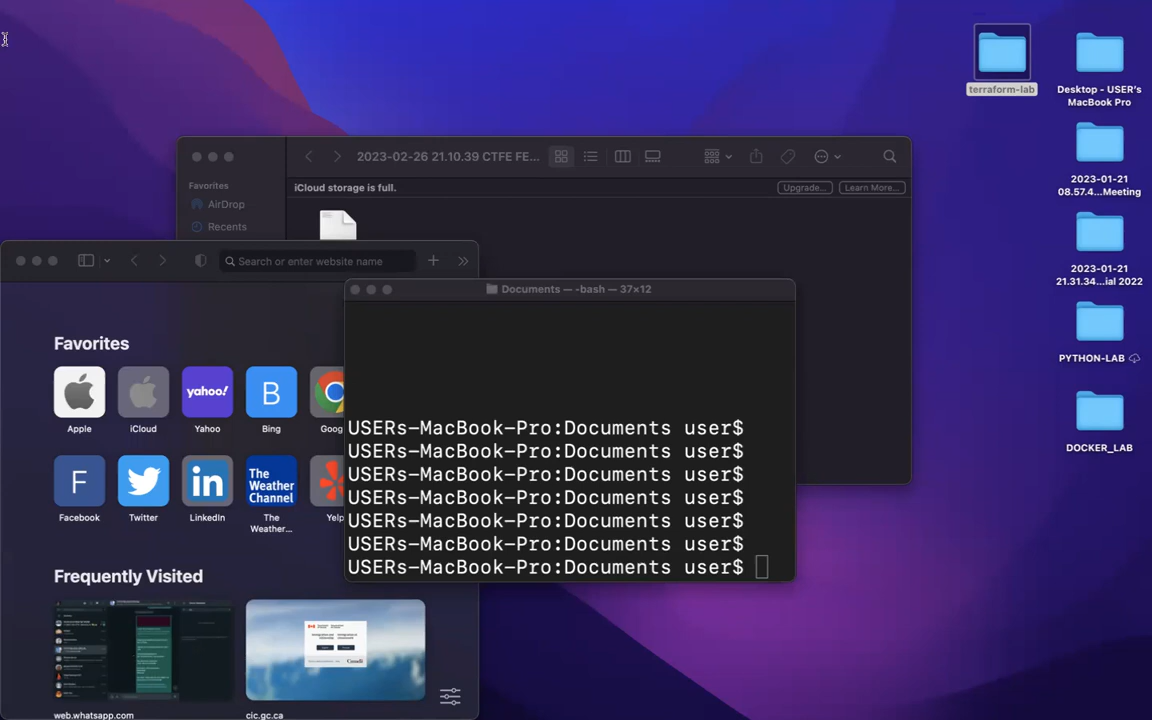 terraform-lab
Desktop - USER's
MacBook Pro
2023-01-21
08.57.4...Meeting
2023-01-21
21.31.34...ial 2022
PYTHON-LAB
DOCKER_LAB
2023-02-26 21.10.39 CTFE FE...
Favorites
AirDrop
Recents
iCloud storage is full.
Upgrade...
Learn More...
Search or enter website name
Favorites
Apple
iCloud
yahoo!
Yahoo
B
Bing
Goog
F
Facebook
Twitter
in
LinkedIn
The
Weather
Channel
The
Weather...
Yelp
Frequently Visited
web.whatsapp.com
cic.gc.ca
Canada
Documents — -bash — 37×12
USERs-MacBook-Pro:Documents user$
USERs-MacBook-Pro:Documents user$
USERs-MacBook-Pro:Documents user$
USERs-MacBook-Pro:Documents user$
USERs-MacBook-Pro:Documents user$
USERs-MacBook-Pro:Documents user$
USERs-MacBook-Pro:Documents user$